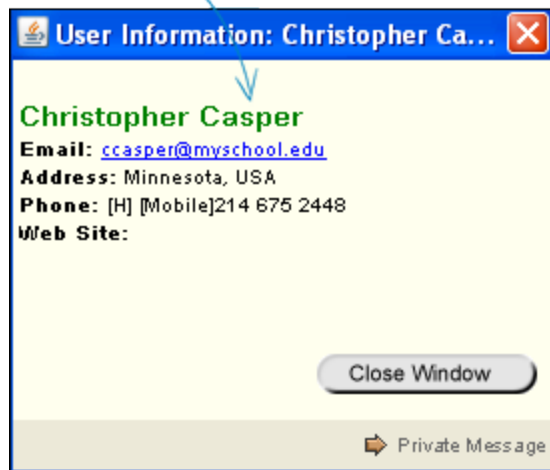 User Information: Christopher Ca...
Christopher Casper
Email: ccasper@myschool.edu
Address: Minnesota, USA
Phone: [H] [Mobile]214 675 2448
Web Site:
Close Window
Private Message